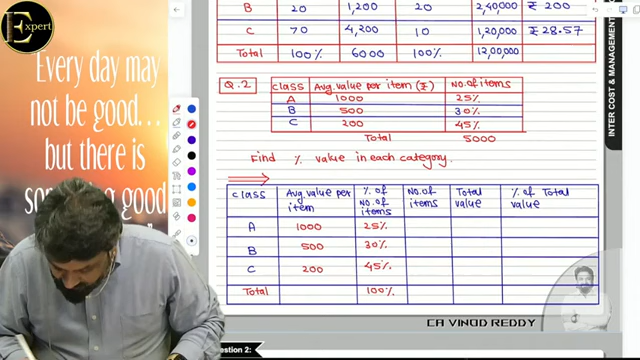 Expert
Every day may
not be good...
but there is
good
B 20 1,200 20 2,40,000 ₹ 200
C 70 4,200 10 1,20,000 ₹ 28.57
Total 100% 6000 100% 12,00,000
INTER COST & MANAGEMENT
Q.2
Class Avg. value per item (₹) No. of items
A 1000 25%
B 500 30%
C 200 45%
Total 5000
Find % value in each category.
Class Avg value per item % of No. of items No. of items Total value % of Total value
A 1000 25%
B 500 30%
C 200 45%
Total 100%
CA VINOD REDDY
estion 2: